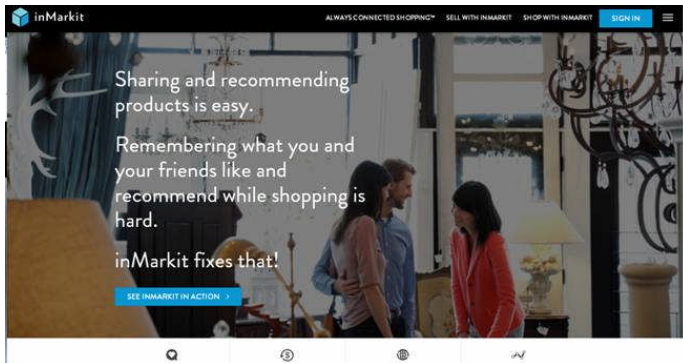 inMarkit
ALWAYS CONNECTED SHOPPING™ SELL WITH INMARKIT SHOP WITH INMARKIT SIGN IN
Sharing and recommending
products is easy.
Remembering what you and
your friends like and
recommend while shopping is
hard.
inMarkit fixes that!
SEE INMARKIT IN ACTION >